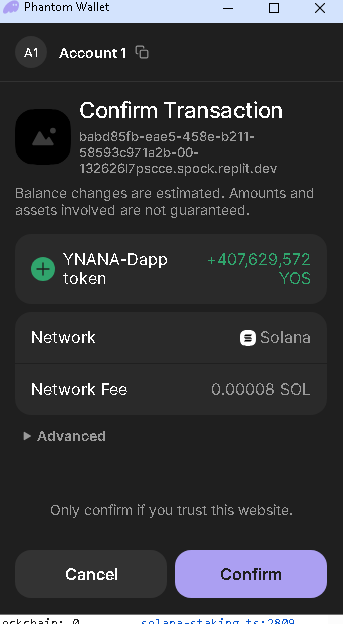 Phantom Wallet
A1 Account 1
Confirm Transaction
babd85fb-eae5-458e-b211-
58593c971a2b-00-
132626l7pscce.spock.replit.dev
Balance changes are estimated. Amounts and
assets involved are not guaranteed.
YNANA-Dapp +407,629,572
token YOS
Network Solana
Network Fee 0.00008 SOL
Advanced
Only confirm if you trust this website.
Cancel Confirm
ockchain: 0 solana-staking.ts:2809